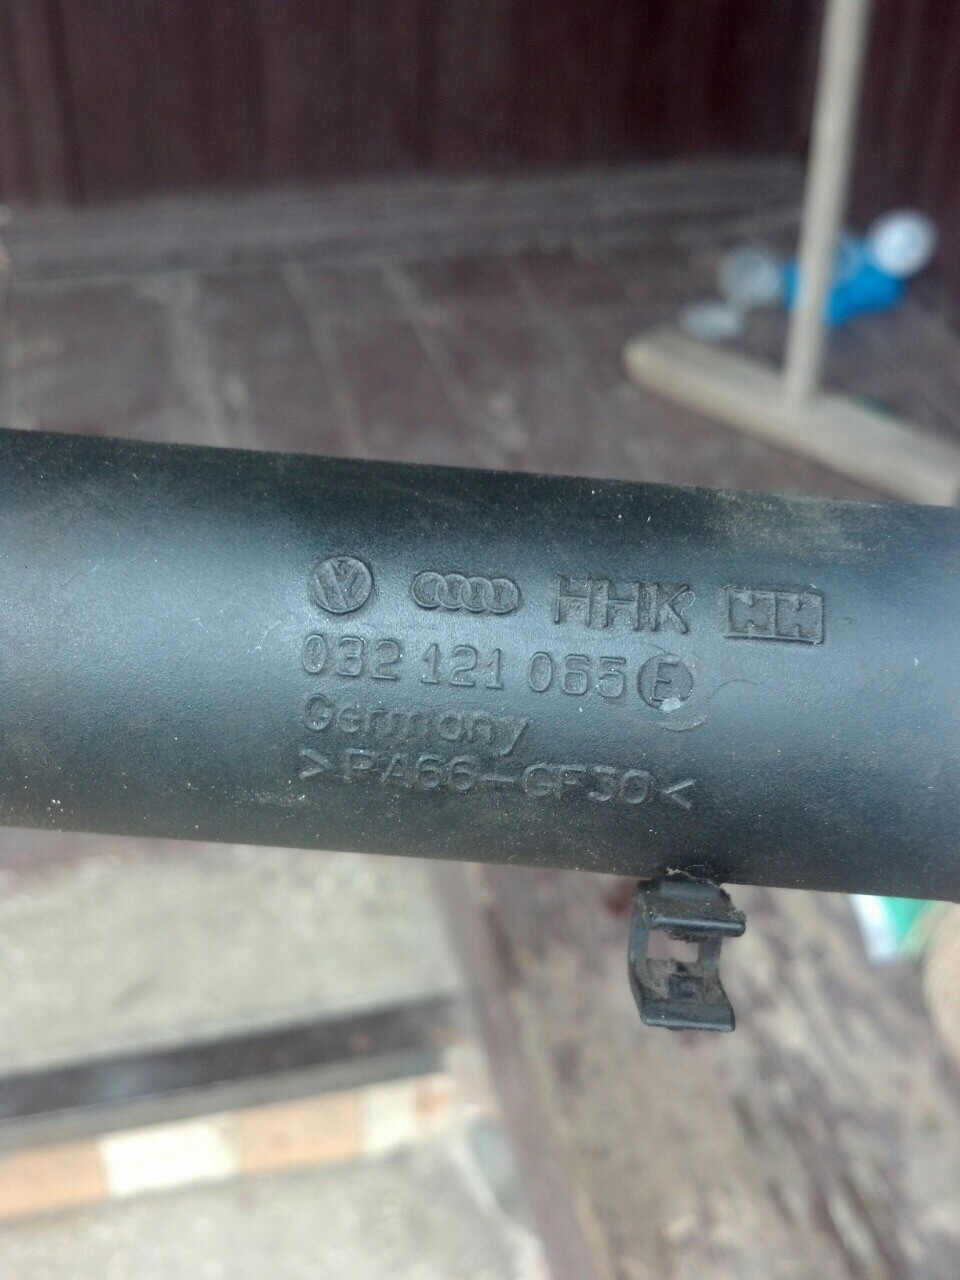 HHK
032 121 065 E
Germany
>PA66-GF30<